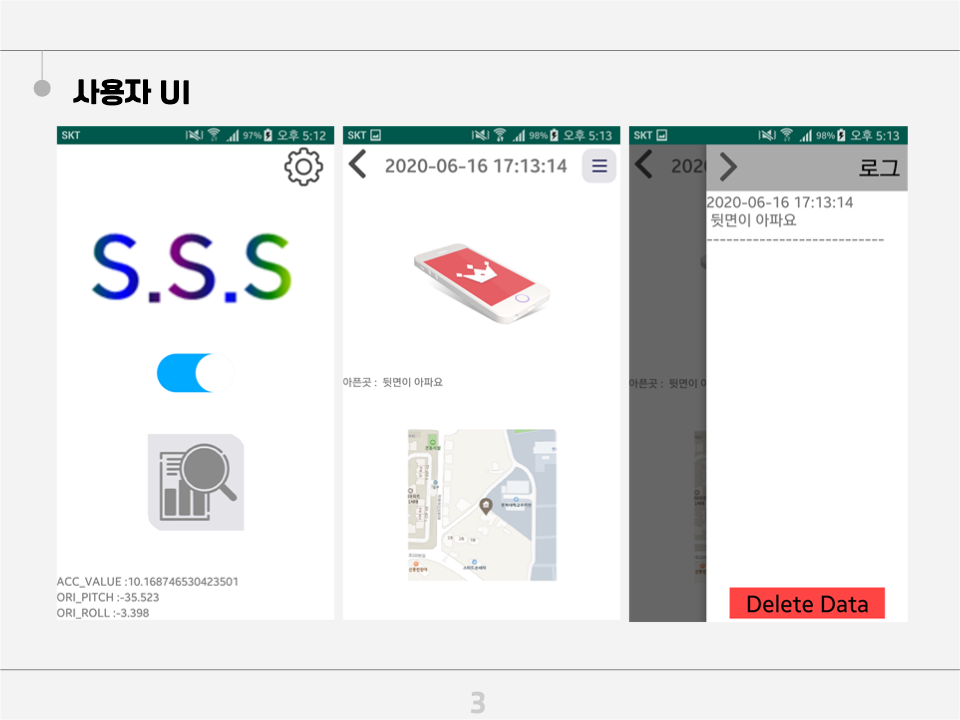 사용자 UI
SKT 97% 오후 5:12
S.S.S
ACC_VALUE :10.168746530423501
ORI_PITCH :-35.523
ORI_ROLL :-3.398
SKT 98% 오후 5:13
2020-06-16 17:13:14
아픈곳 : 뒷면이 아파요
SKT 98% 오후 5:13
2020
로그
2020-06-16 17:13:14
뒷면이 아파요
----------------------------
아픈곳 : 뒷면이
Delete Data
3